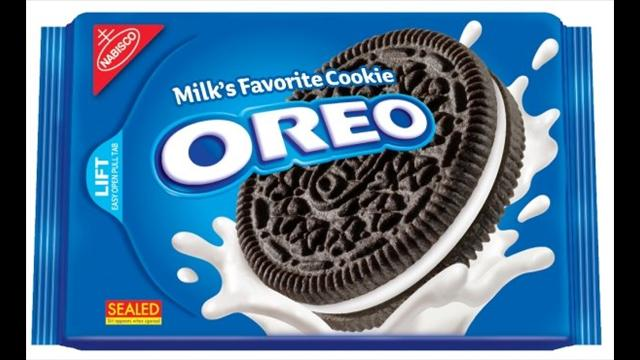 NABISCO
Milk's Favorite Cookie
OREO
LIFT
EASY OPEN PULL TAB
SEALED